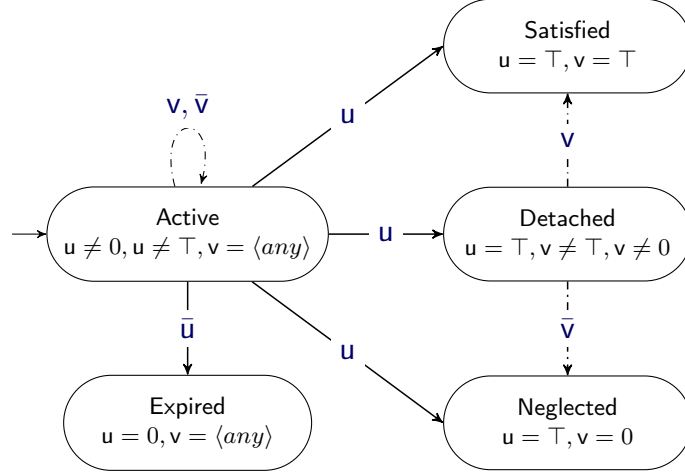 Satisfied
u = ⊤, v = ⊤
v, v̄
u
v
Active
u ≠ 0, u ≠ ⊤, v = ⟨any⟩
u
Detached
u = ⊤, v ≠ ⊤, v ≠ 0
ū
u
v̄
Expired
u = 0, v = ⟨any⟩
Neglected
u = ⊤, v = 0